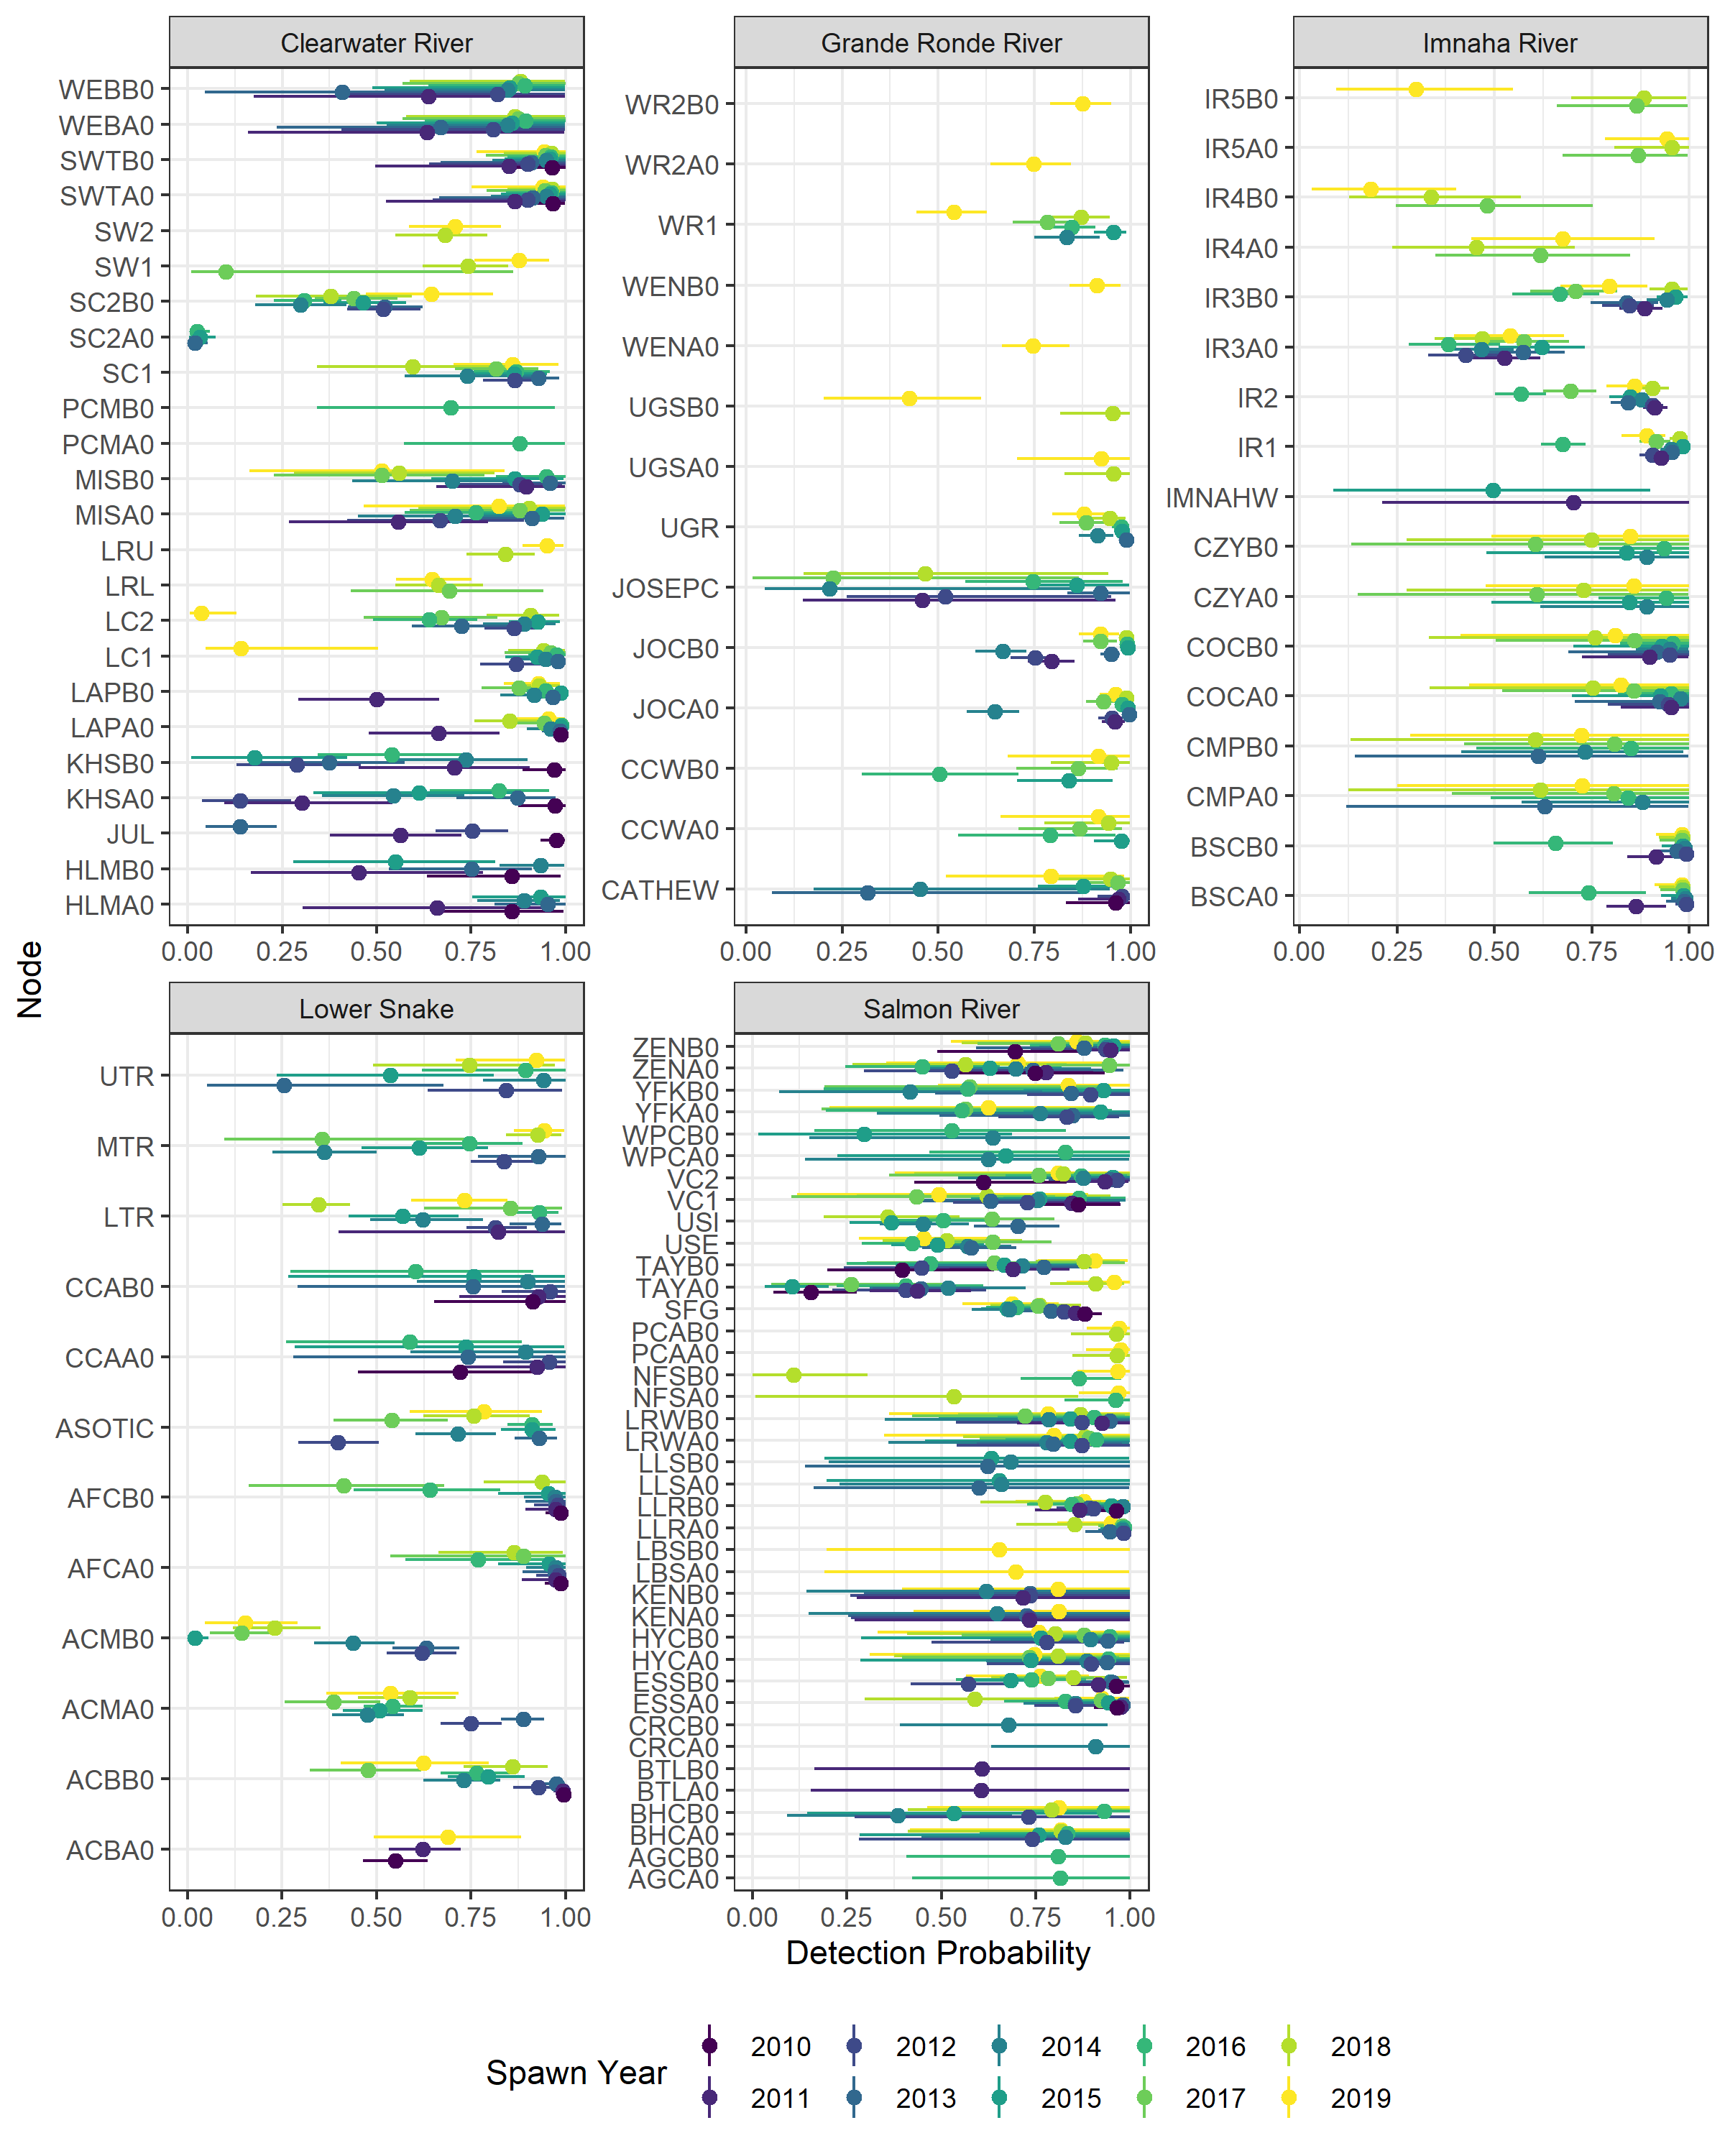 Clearwater River
Grande Ronde River
Imnaha River
WEBB0
WEBA0
SWTB0
SWTA0
SW2
SW1
SC2B0
SC2A0
SC1
PCMB0
PCMA0
MISB0
MISA0
LRU
LRL
LC2
LC1
LAPB0
LAPA0
KHSB0
KHSA0
JUL
HLMB0
HLMA0
0.00 0.25 0.50 0.75 1.00
WR2B0
WR2A0
WR1
WENB0
WENA0
UGSB0
UGSA0
UGR
JOSEPC
JOCB0
JOCA0
CCWB0
CCWA0
CATHEW
0.00 0.25 0.50 0.75 1.00
IR5B0
IR5A0
IR4B0
IR4A0
IR3B0
IR3A0
IR2
IR1
IMNAHW
CZYB0
CZYA0
COCB0
COCA0
CMPB0
CMPA0
BSCB0
BSCA0
0.00 0.25 0.50 0.75 1.00
Node
Lower Snake
Salmon River
UTR
MTR
LTR
CCAB0
CCAA0
ASOTIC
AFCB0
AFCA0
ACMB0
ACMA0
ACBB0
ACBA0
0.00 0.25 0.50 0.75 1.00
ZENB0
ZENA0
YFKB0
YFKA0
WPCB0
WPCA0
VC2
VC1
USI
USE
TAYB0
TAYA0
SFG
PCAB0
PCAA0
NFSB0
NFSA0
LRWB0
LRWA0
LLSB0
LLSA0
LLRB0
LLRA0
LBSB0
LBSA0
KENB0
KENA0
HYCB0
HYCA0
ESSB0
ESSA0
CRCB0
CRCA0
BTLB0
BTLA0
BHCB0
BHCA0
AGCB0
AGCA0
0.00 0.25 0.50 0.75 1.00
Detection Probability
Spawn Year
2010 2012 2014 2016 2018
2011 2013 2015 2017 2019